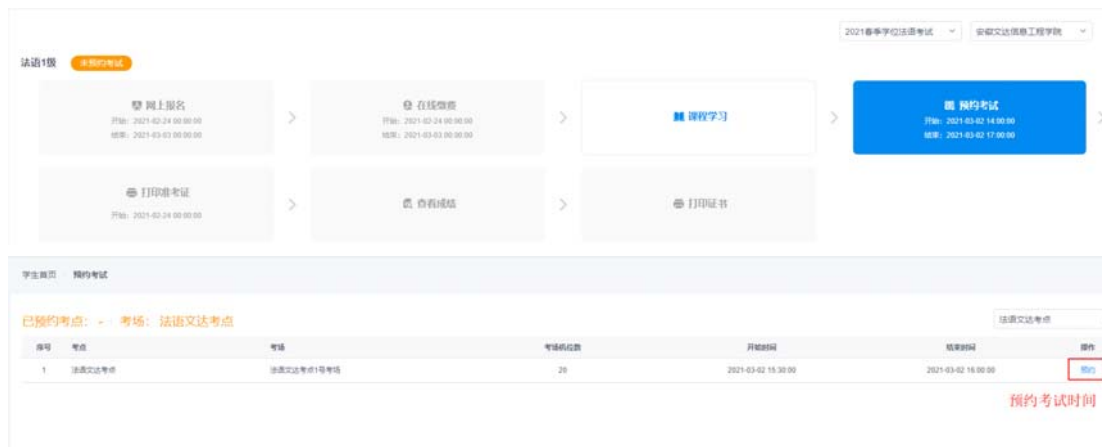 2021春季学位法语考试 安徽文达信息工程学院
法语1级 未预约考试
网上报名
开始：2021-02-24 00:00:00
结束：2021-03-03 00:00:00
在线缴费
开始：2021-02-24 00:00:00
结束：2021-03-03 00:00:00
课程学习
预约考试
开始：2021-03-02 14:00:00
结束：2021-03-02 17:00:00
打印准考证
开始：2021-02-24 00:00:00
查看成绩
打印证书
学生首页 预约考试
已预约考点： - 考场： 法语文达考点
法语文达考点
序号 考点 考场 考场机位数 开始时间 结束时间 操作
1 法语文达考点 法语文达考点1号考场 20 2021-03-02 15:30:00 2021-03-02 16:00:00 预约
预约考试时间